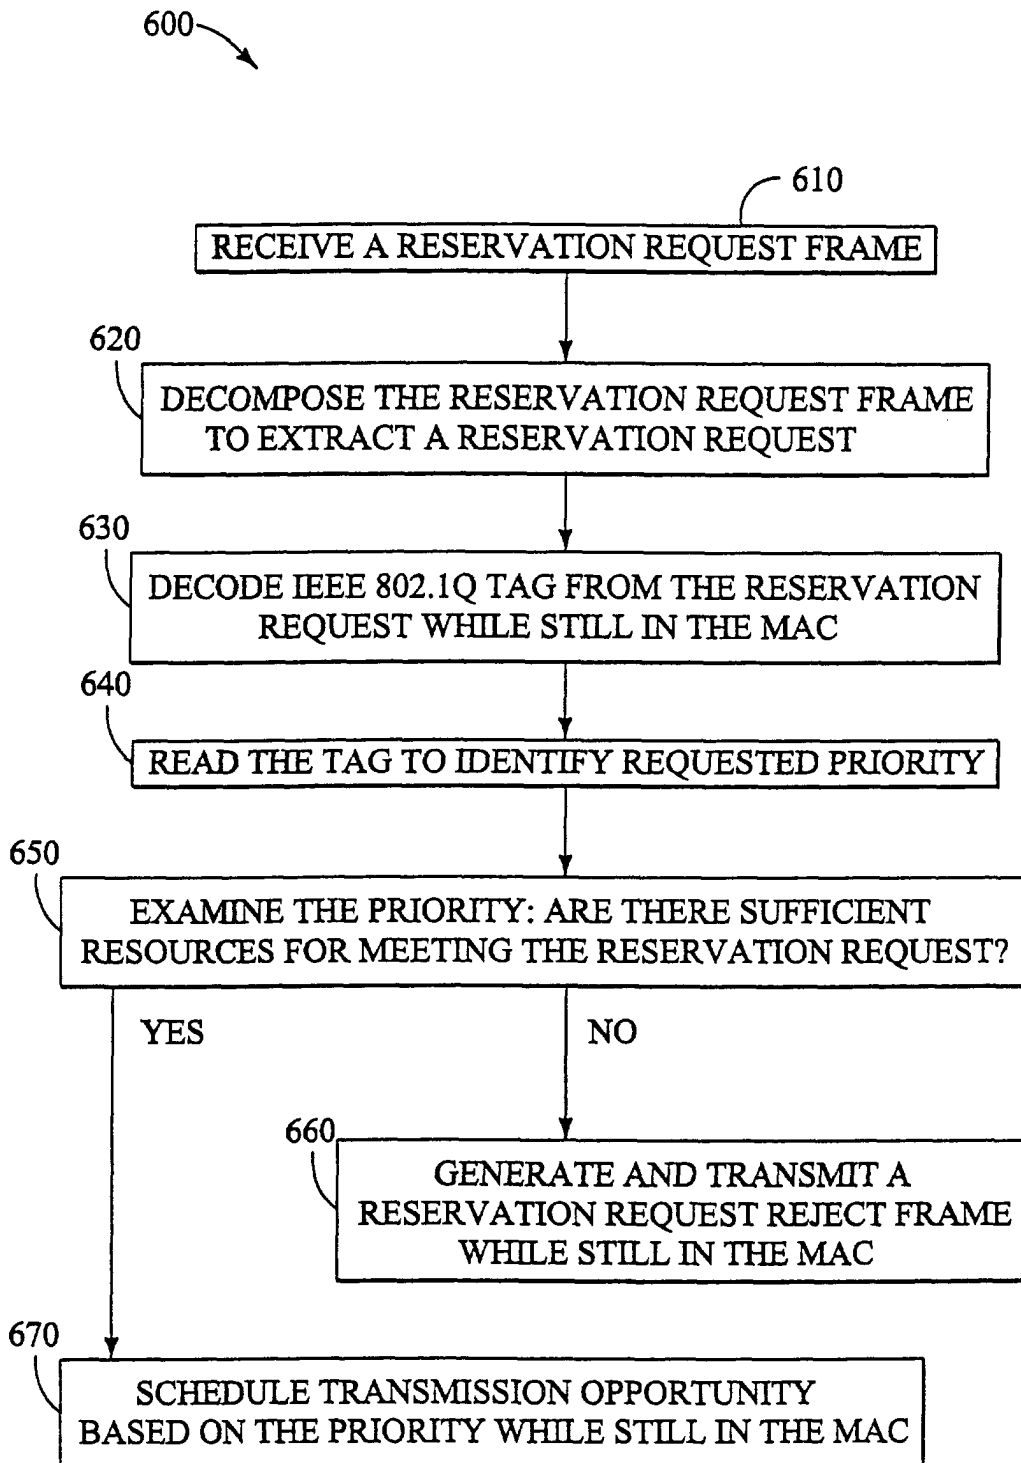 600
610
RECEIVE A RESERVATION REQUEST FRAME
620
DECOMPOSE THE RESERVATION REQUEST FRAME
TO EXTRACT A RESERVATION REQUEST
630
DECODE IEEE 802.1Q TAG FROM THE RESERVATION
REQUEST WHILE STILL IN THE MAC
640
READ THE TAG TO IDENTIFY REQUESTED PRIORITY
650
EXAMINE THE PRIORITY: ARE THERE SUFFICIENT
RESOURCES FOR MEETING THE RESERVATION REQUEST?
YES
NO
660
GENERATE AND TRANSMIT A
RESERVATION REQUEST REJECT FRAME
WHILE STILL IN THE MAC
670
SCHEDULE TRANSMISSION OPPORTUNITY
BASED ON THE PRIORITY WHILE STILL IN THE MAC